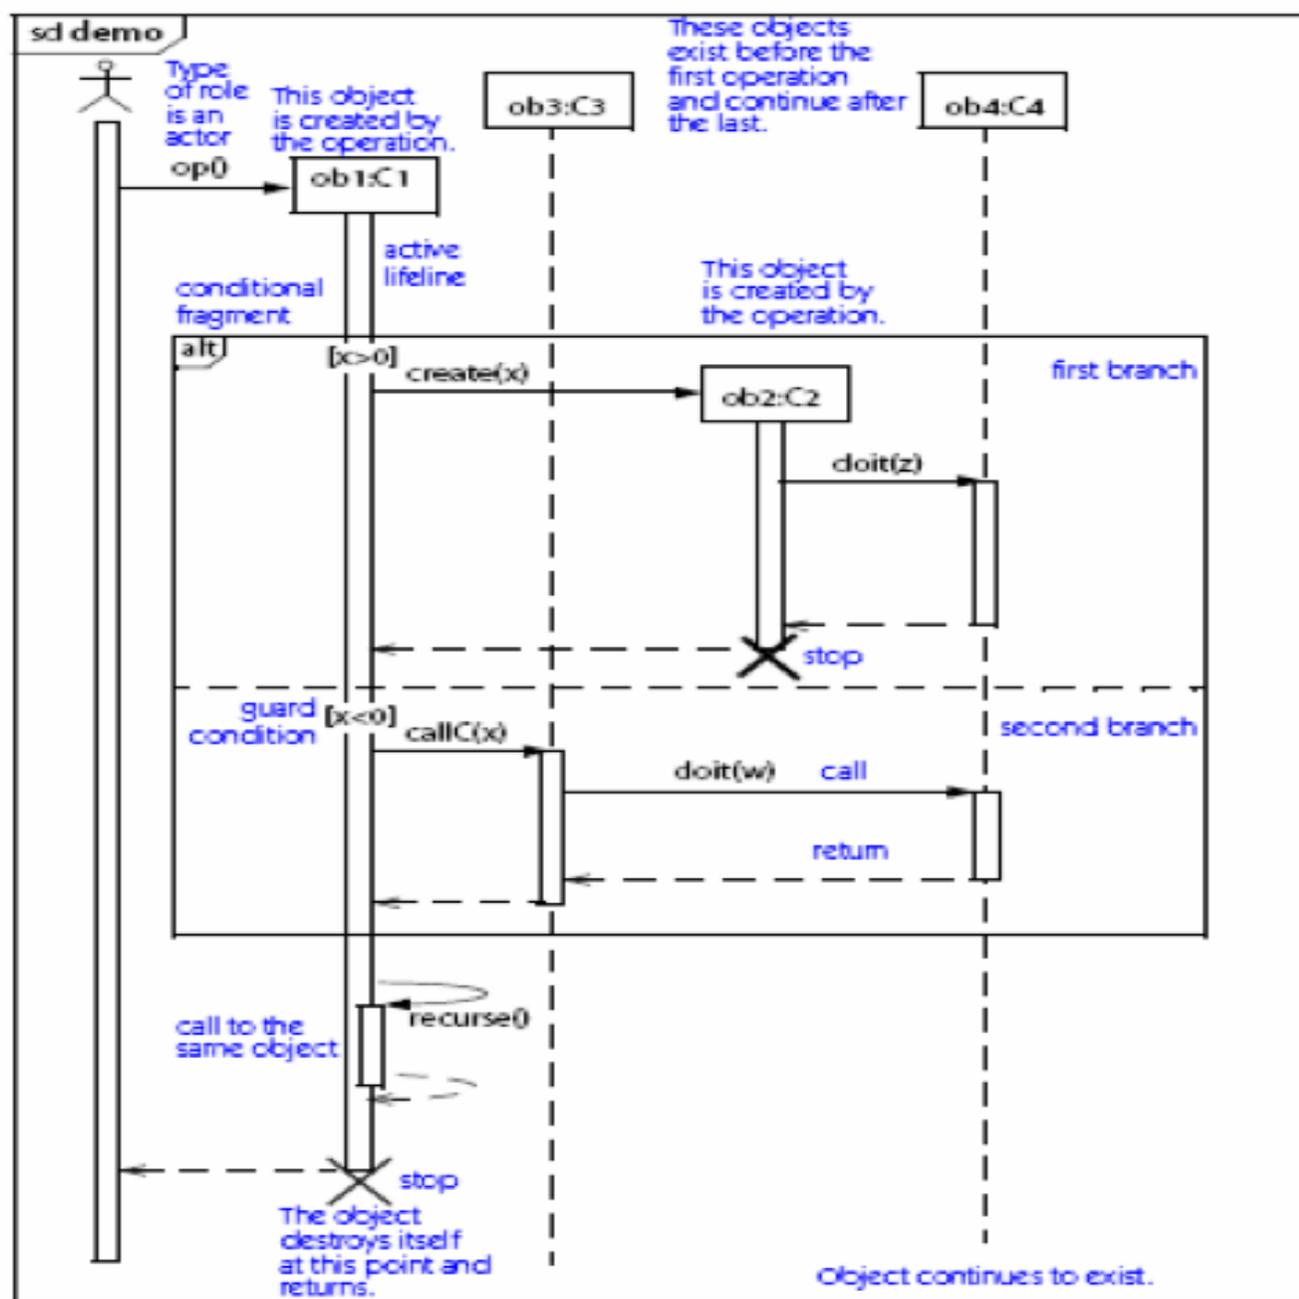 sd demo
Type
of role
is an
actor
This object
is created by
the operation.
ob3:C3
These objects
exist before the
first operation
and continue after
the last.
ob4:C4
op()
ob1:C1
active
lifeline
conditional
fragment
This object
is created by
the operation.
alt
[x>0]
create(x)
ob2:C2
first branch
doit(z)
stop
guard
condition
[x<0]
callC(x)
second branch
doit(w)
call
return
recurse()
call to the
same object
stop
The object
destroys itself
at this point and
returns.
Object continues to exist.